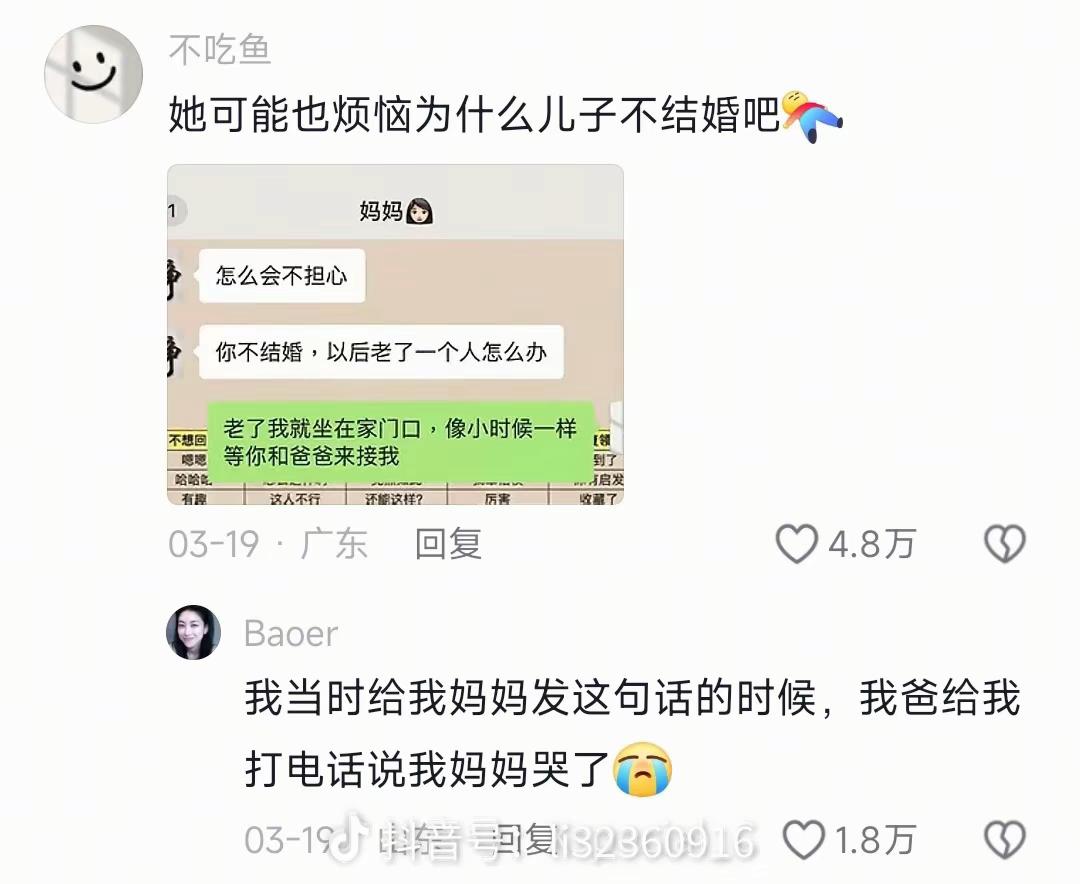 不吃鱼
她可能也烦恼为什么儿子不结婚吧
1
妈妈
怎么会不担心
你不结婚，以后老了一个人怎么办
老了我就坐在家门口，像小时候一样
等你和爸爸来接我
不想回
嗯嗯 到了
哈哈哈
有趣 这人不行 还能这样? 厉害 收藏了
03-19 · 广东 回复 4.8万
Baoer
我当时给我妈妈发这句话的时候，我爸给我
打电话说我妈妈哭了
03-19 回复 1.8万
抖音号：li32360916